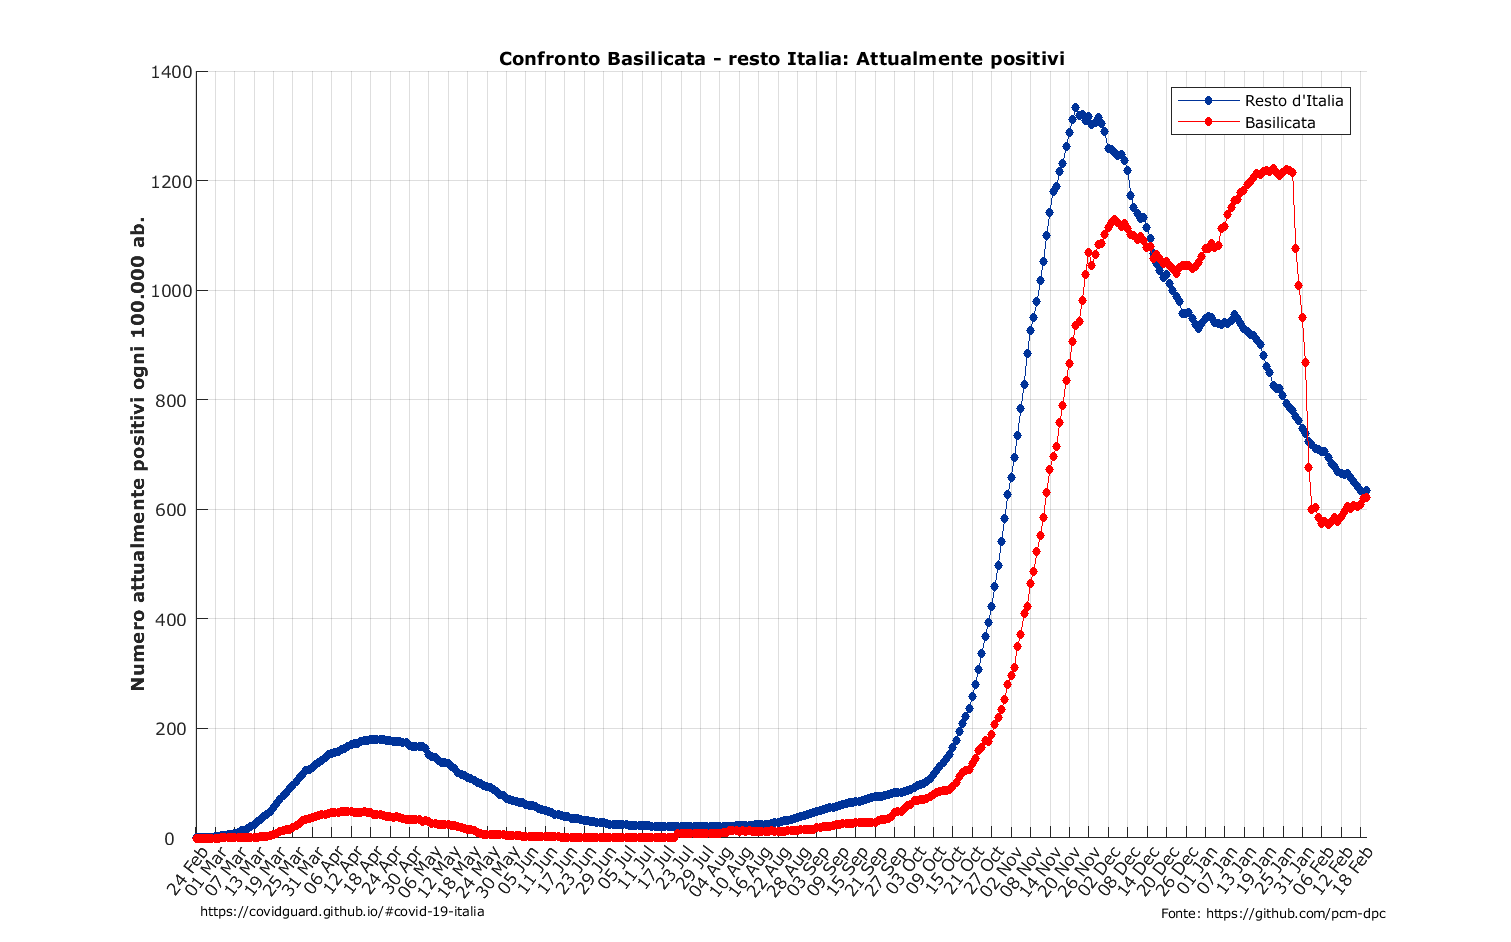 Confronto Basilicata - resto Italia: Attualmente positivi
Numero attualmente positivi ogni 100.000 ab.
1400
1200
1000
800
600
400
200
0
Resto d'Italia
Basilicata
24 Feb
01 Mar
07 Mar
13 Mar
19 Mar
25 Mar
31 Mar
06 Apr
12 Apr
18 Apr
24 Apr
30 Apr
06 May
12 May
18 May
24 May
30 May
05 Jun
11 Jun
17 Jun
23 Jun
29 Jun
05 Jul
11 Jul
17 Jul
23 Jul
29 Jul
04 Aug
10 Aug
16 Aug
22 Aug
28 Aug
03 Sep
09 Sep
15 Sep
21 Sep
27 Sep
03 Oct
09 Oct
15 Oct
21 Oct
27 Oct
02 Nov
08 Nov
14 Nov
20 Nov
26 Nov
02 Dec
08 Dec
14 Dec
20 Dec
26 Dec
01 Jan
07 Jan
13 Jan
19 Jan
25 Jan
31 Jan
06 Feb
12 Feb
18 Feb
https://covidguard.github.io/#covid-19-italia
Fonte: https://github.com/pcm-dpc